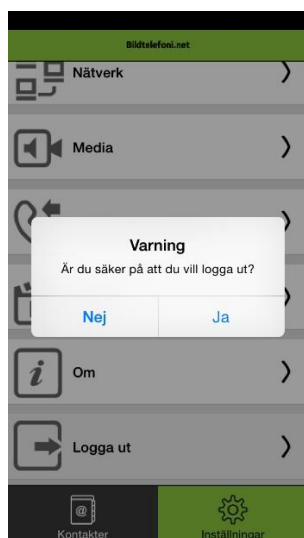 Bildtelefoni.net
Nätverk
Media
Varning
Är du säker på att du vill logga ut?
Nej
Ja
Om
Logga ut
Kontakter
Inställningar